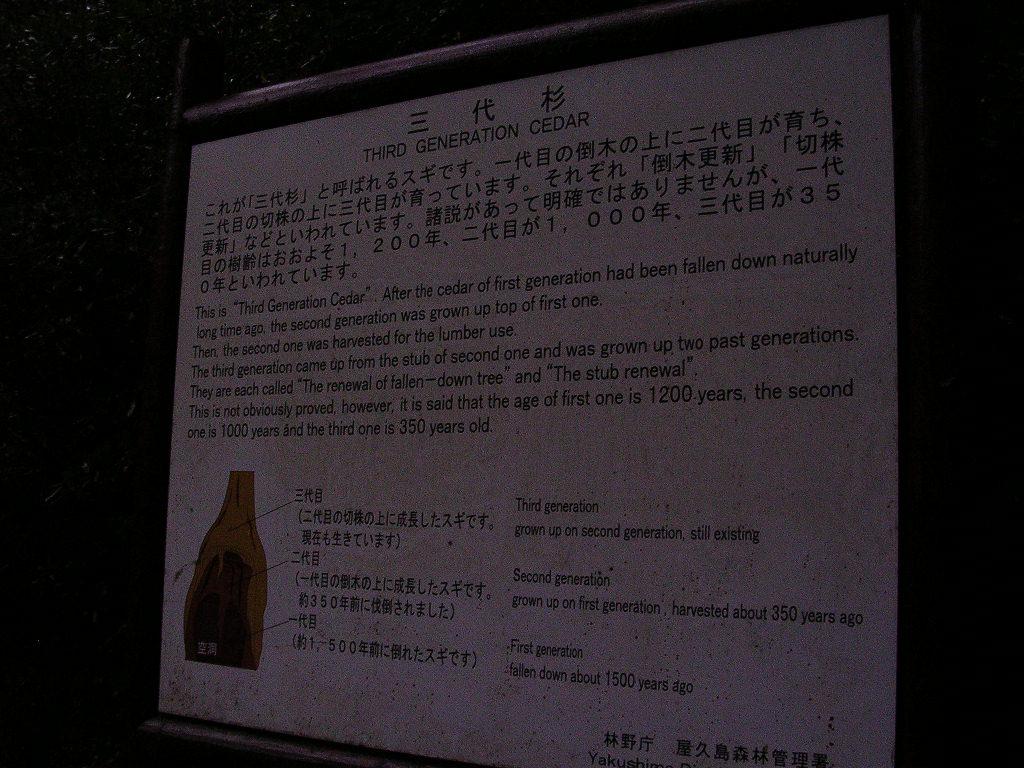 三代杉
THIRD GENERATION CEDAR
これが「三代杉」と呼ばれるスギです。一代目の倒木の上に二代目が育ち、
二代目の切株の上に三代目が育っています。それぞれ「倒木更新」「切株
更新」などといわれています。諸説があって明確ではありませんが、一代
目の樹齢はおおよそ1,200年、二代目が1,000年、三代目が35
0年といわれています。
This is “Third Generation Cedar”. After the cedar of first generation had been fallen down naturally
long time ago, the second generation was grown up top of first one.
Then, the second one was harvested for the lumber use.
The third generation came up from the stub of second one and was grown up two past generations.
They are each called “The renewal of fallen−down tree” and “The stub renewal”.
This is not obviously proved, however, it is said that the age of first one is 1200 years, the second
one is 1000 years and the third one is 350 years old.
三代目
(二代目の切株の上に成長したスギです。
現在も生きています)
二代目
(一代目の倒木の上に成長したスギです。
約350年前に伐倒されました)
一代目
(約1,500年前に倒れたスギです)
空洞
Third generation
grown up on second generation, still existing
Second generation
grown up on first generation , harvested about 350 years ago
First generation
fallen down about 1500 years ago
林野庁 屋久島森林管理署
Yakushima